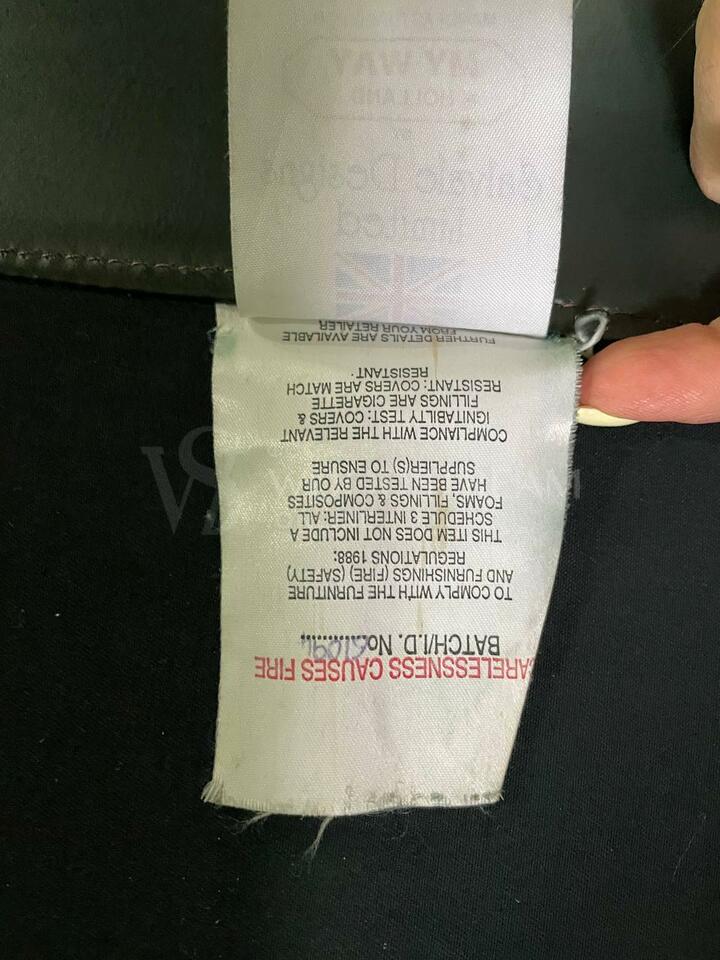 MY WAY
HOLLAND
BY
Designs
limited
CARELESSNESS CAUSES FIRE
BATCH/I.D. No............
TO COMPLY WITH THE FURNITURE
AND FURNISHINGS (FIRE) (SAFETY)
REGULATIONS 1988:
THIS ITEM DOES NOT INCLUDE A
SCHEDULE 3 INTERLINER: ALL
FOAMS, FILLINGS & COMPOSITES
HAVE BEEN TESTED BY OUR
SUPPLIER(S) TO ENSURE
COMPLIANCE WITH THE RELEVANT
IGNITABILTY TEST: COVERS &
FILLINGS ARE CIGARETTE
RESISTANT: COVERS ARE MATCH
RESISTANT.
FURTHER DETAILS ARE AVAILABLE
FROM YOUR RETAILER